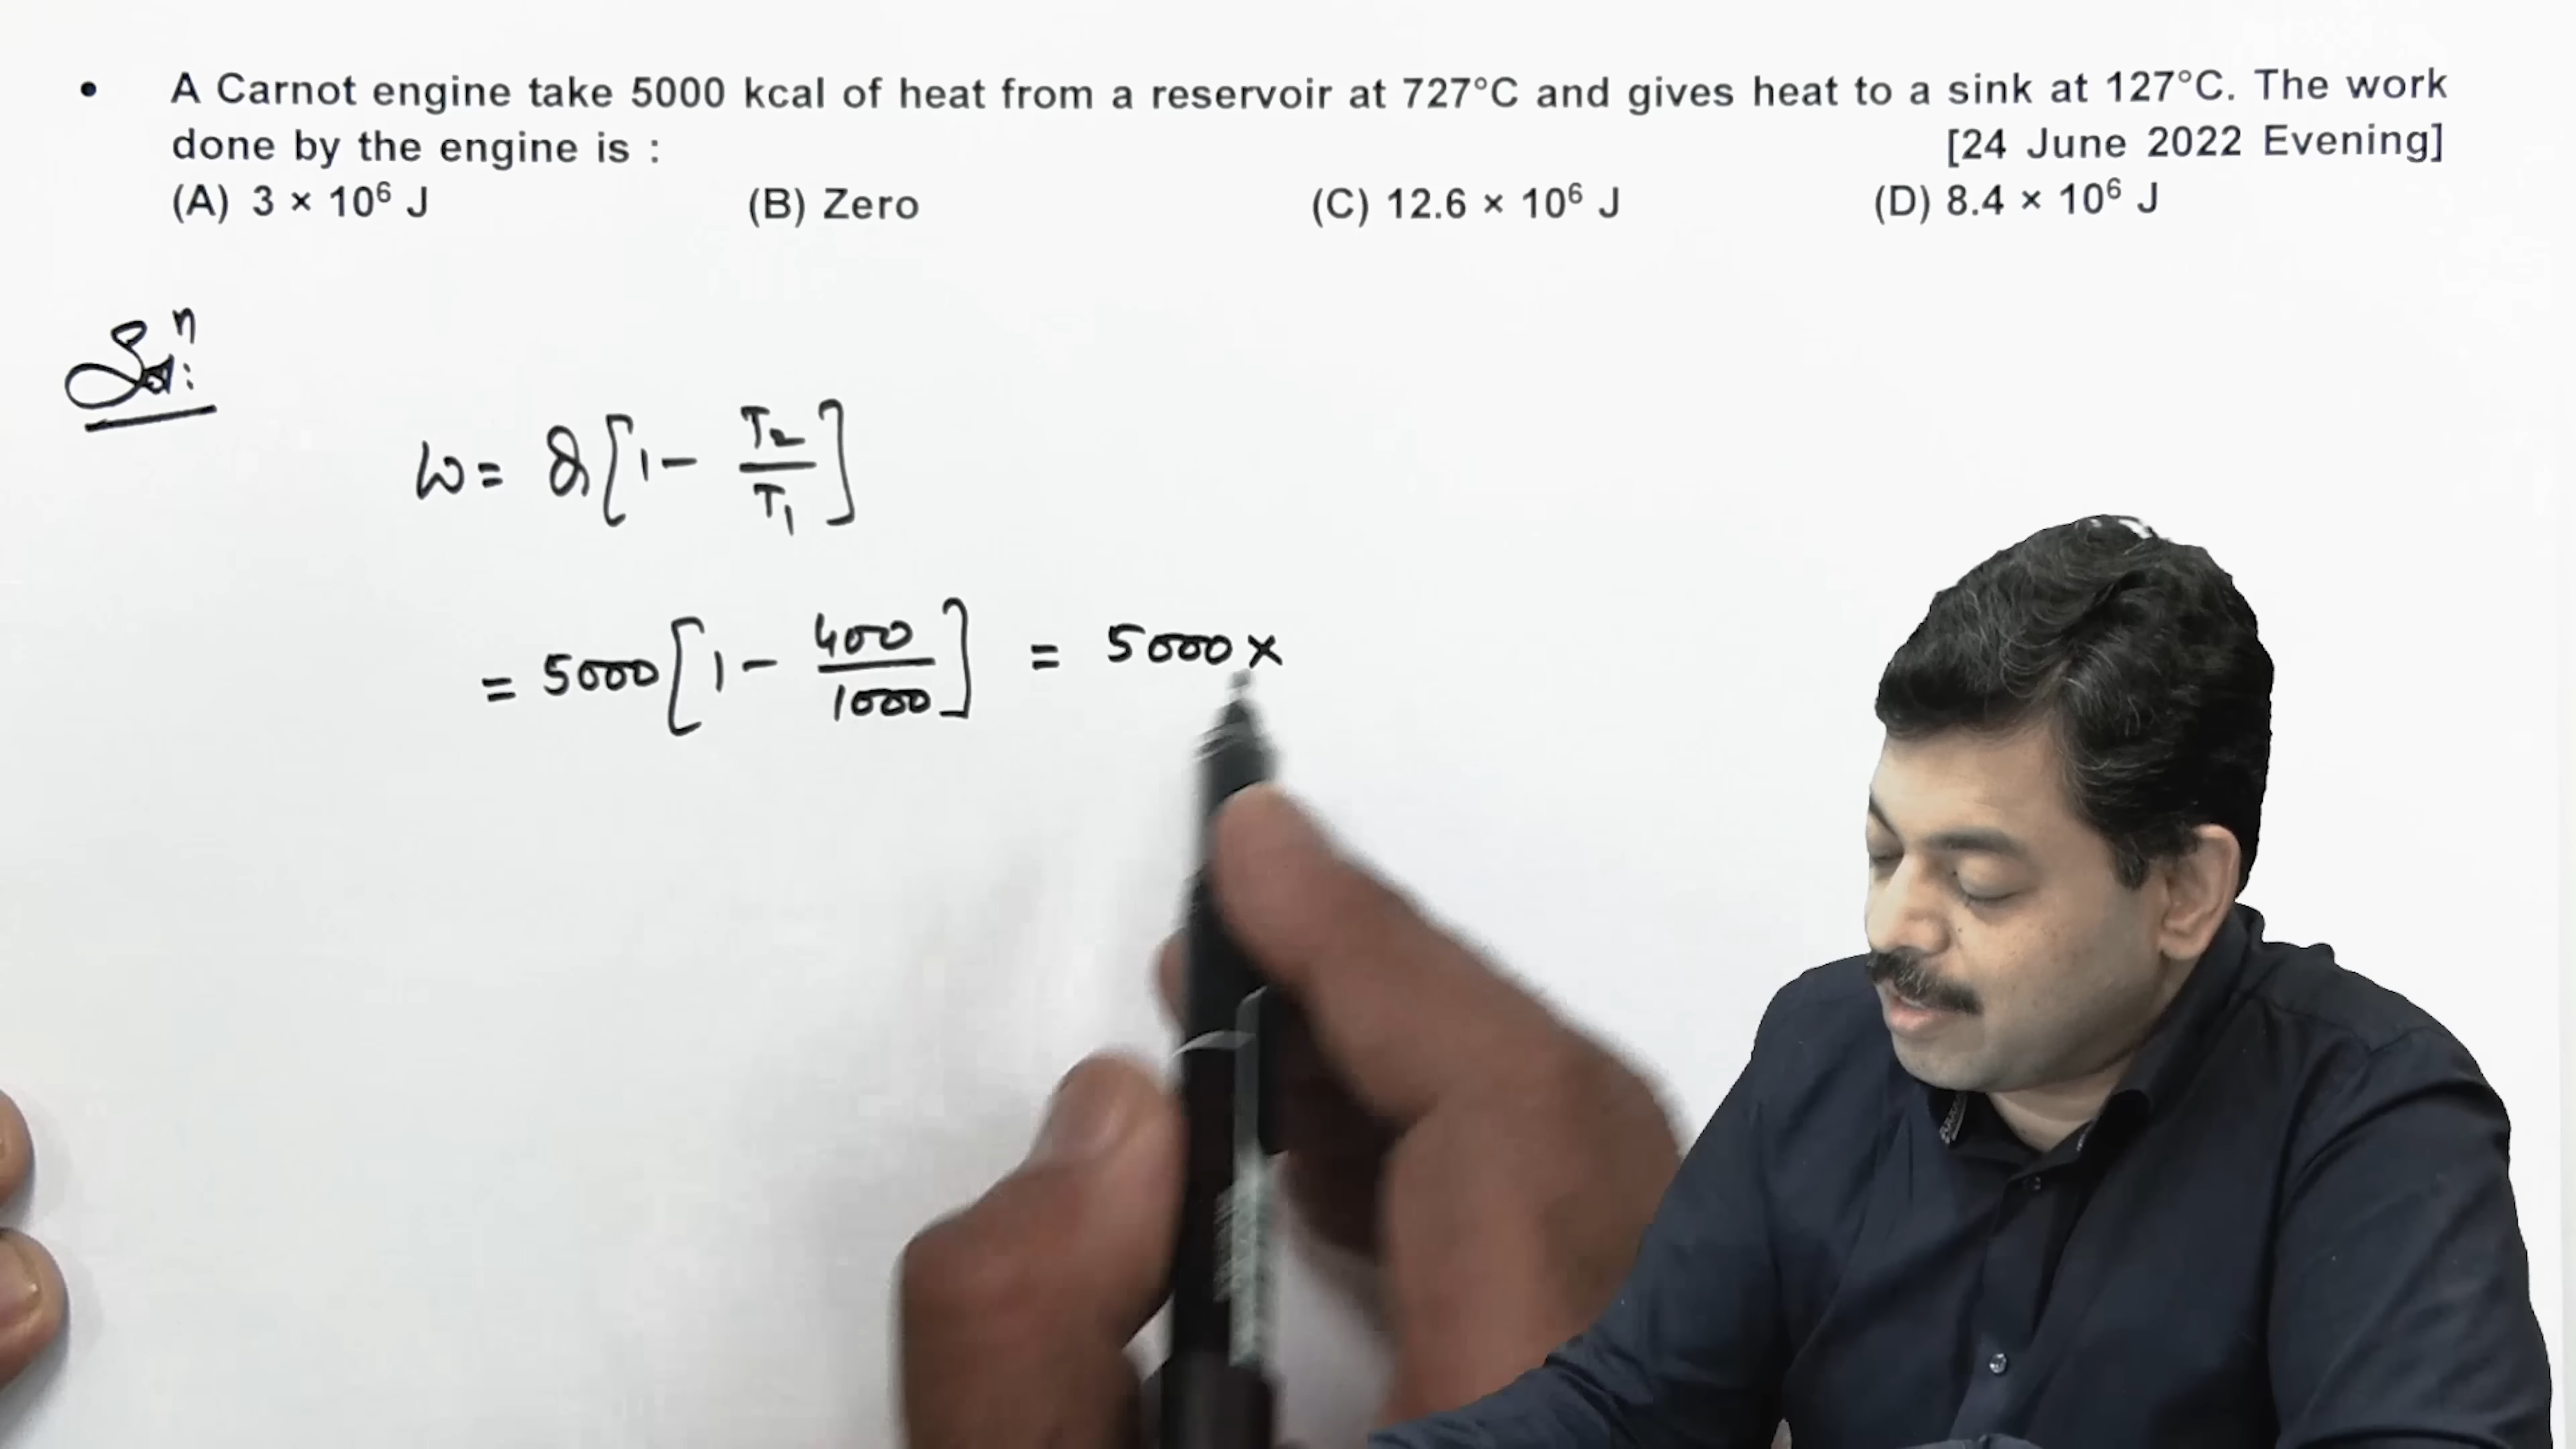 • A Carnot engine take 5000 kcal of heat from a reservoir at 727°C and gives heat to a sink at 127°C. The work
done by the engine is : [24 June 2022 Evening]
(A) 3 × 10⁶ J (B) Zero (C) 12.6 × 10⁶ J (D) 8.4 × 10⁶ J
Solⁿ:
W = Q[1 - T₂/T₁]
= 5000[1 - 400/1000] = 5000 ×